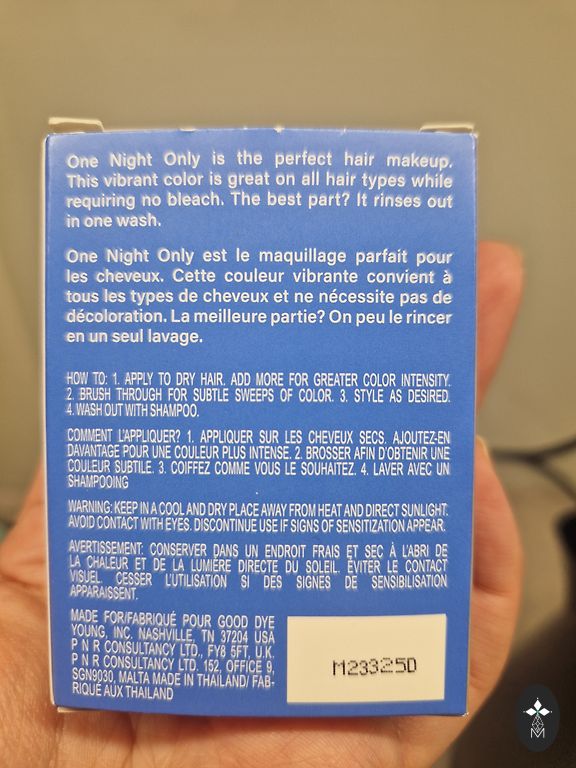 One Night Only is the perfect hair makeup.
This vibrant color is great on all hair types while
requiring no bleach. The best part? It rinses out
in one wash.
One Night Only est le maquillage parfait pour
les cheveux. Cette couleur vibrante convient à
tous les types de cheveux et ne nécessite pas de
décoloration. La meilleure partie? On peu le rincer
en un seul lavage.
HOW TO: 1. APPLY TO DRY HAIR. ADD MORE FOR GREATER COLOR INTENSITY.
2. BRUSH THROUGH FOR SUBTLE SWEEPS OF COLOR. 3. STYLE AS DESIRED.
4. WASH OUT WITH SHAMPOO.
COMMENT L'APPLIQUER? 1. APPLIQUER SUR LES CHEVEUX SECS. AJOUTEZ-EN
DAVANTAGE POUR UNE COULEUR PLUS INTENSE. 2. BROSSER AFIN D'OBTENIR UNE
COULEUR SUBTILE. 3. COIFFEZ COMME VOUS LE SOUHAITEZ. 4. LAVER AVEC UN
SHAMPOOING
WARNING: KEEP IN A COOL AND DRY PLACE AWAY FROM HEAT AND DIRECT SUNLIGHT.
AVOID CONTACT WITH EYES. DISCONTINUE USE IF SIGNS OF SENSITIZATION APPEAR.
AVERTISSEMENT: CONSERVER DANS UN ENDROIT FRAIS ET SEC À L'ABRI DE
LA CHALEUR ET DE LA LUMIÈRE DIRECTE DU SOLEIL. ÉVITER LE CONTACT
VISUEL. CESSER L'UTILISATION SI DES SIGNES DE SENSIBILISATION
APPARAISSENT.
MADE FOR/FABRIQUÉ POUR GOOD DYE
YOUNG, INC. NASHVILLE, TN 37204 USA
P N R CONSULTANCY LTD., FY8 5FT, U.K.
P N R CONSULTANCY LTD. 152, OFFICE 9,
SGN9030, MALTA MADE IN THAILAND/ FAB-
RIQUE AUX THAILAND
M23325D
M